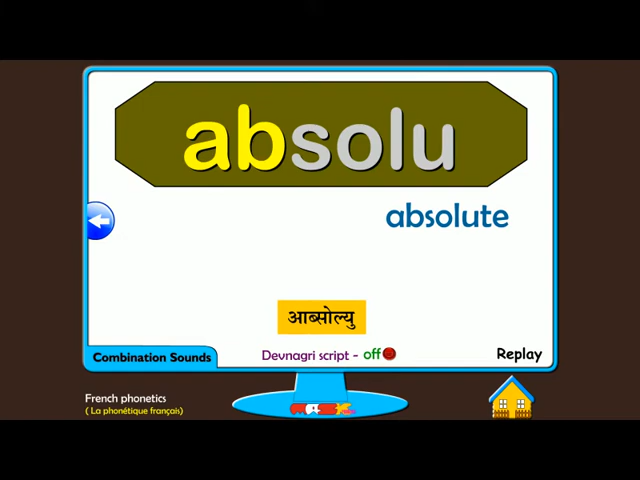 absolu
absolute
आब्सोल्यु
Devnagri script - off
Replay
Combination Sounds
French phonetics
( La phonétique français)